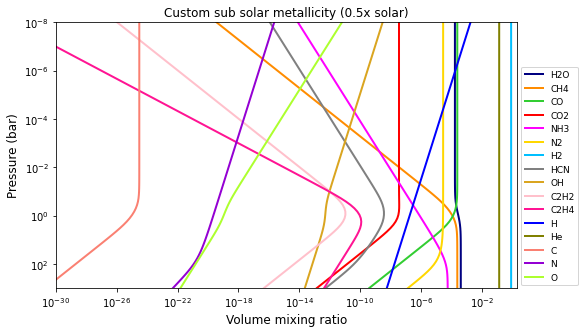 Custom sub solar metallicity (0.5x solar)
10⁻⁸
10⁻⁶
10⁻⁴
10⁻²
10⁰
10²
Pressure (bar)
10⁻³⁰ 10⁻²⁶ 10⁻²² 10⁻¹⁸ 10⁻¹⁴ 10⁻¹⁰ 10⁻⁶ 10⁻²
Volume mixing ratio
H2O
CH4
CO
CO2
NH3
N2
H2
HCN
OH
C2H2
C2H4
H
He
C
N
O